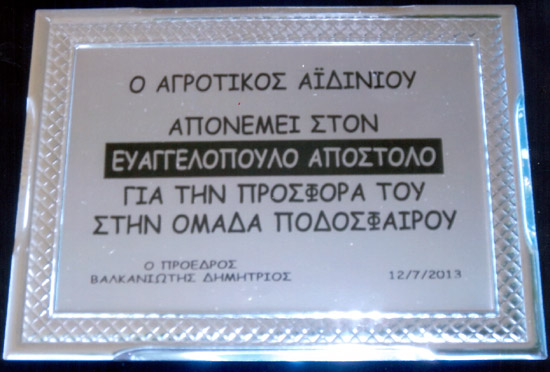 Ο ΑΓΡΟΤΙΚΟΣ ΑΪΔΙΝΙΟΥ
ΑΠΟΝΕΜΕΙ ΣΤΟΝ
ΕΥΑΓΓΕΛΟΠΟΥΛΟ ΑΠΟΣΤΟΛΟ
ΓΙΑ ΤΗΝ ΠΡΟΣΦΟΡΑ ΤΟΥ
ΣΤΗΝ ΟΜΑΔΑ ΠΟΔΟΣΦΑΙΡΟΥ
Ο ΠΡΟΕΔΡΟΣ
ΒΑΛΚΑΝΙΩΤΗΣ ΔΗΜΗΤΡΙΟΣ 12/7/2013